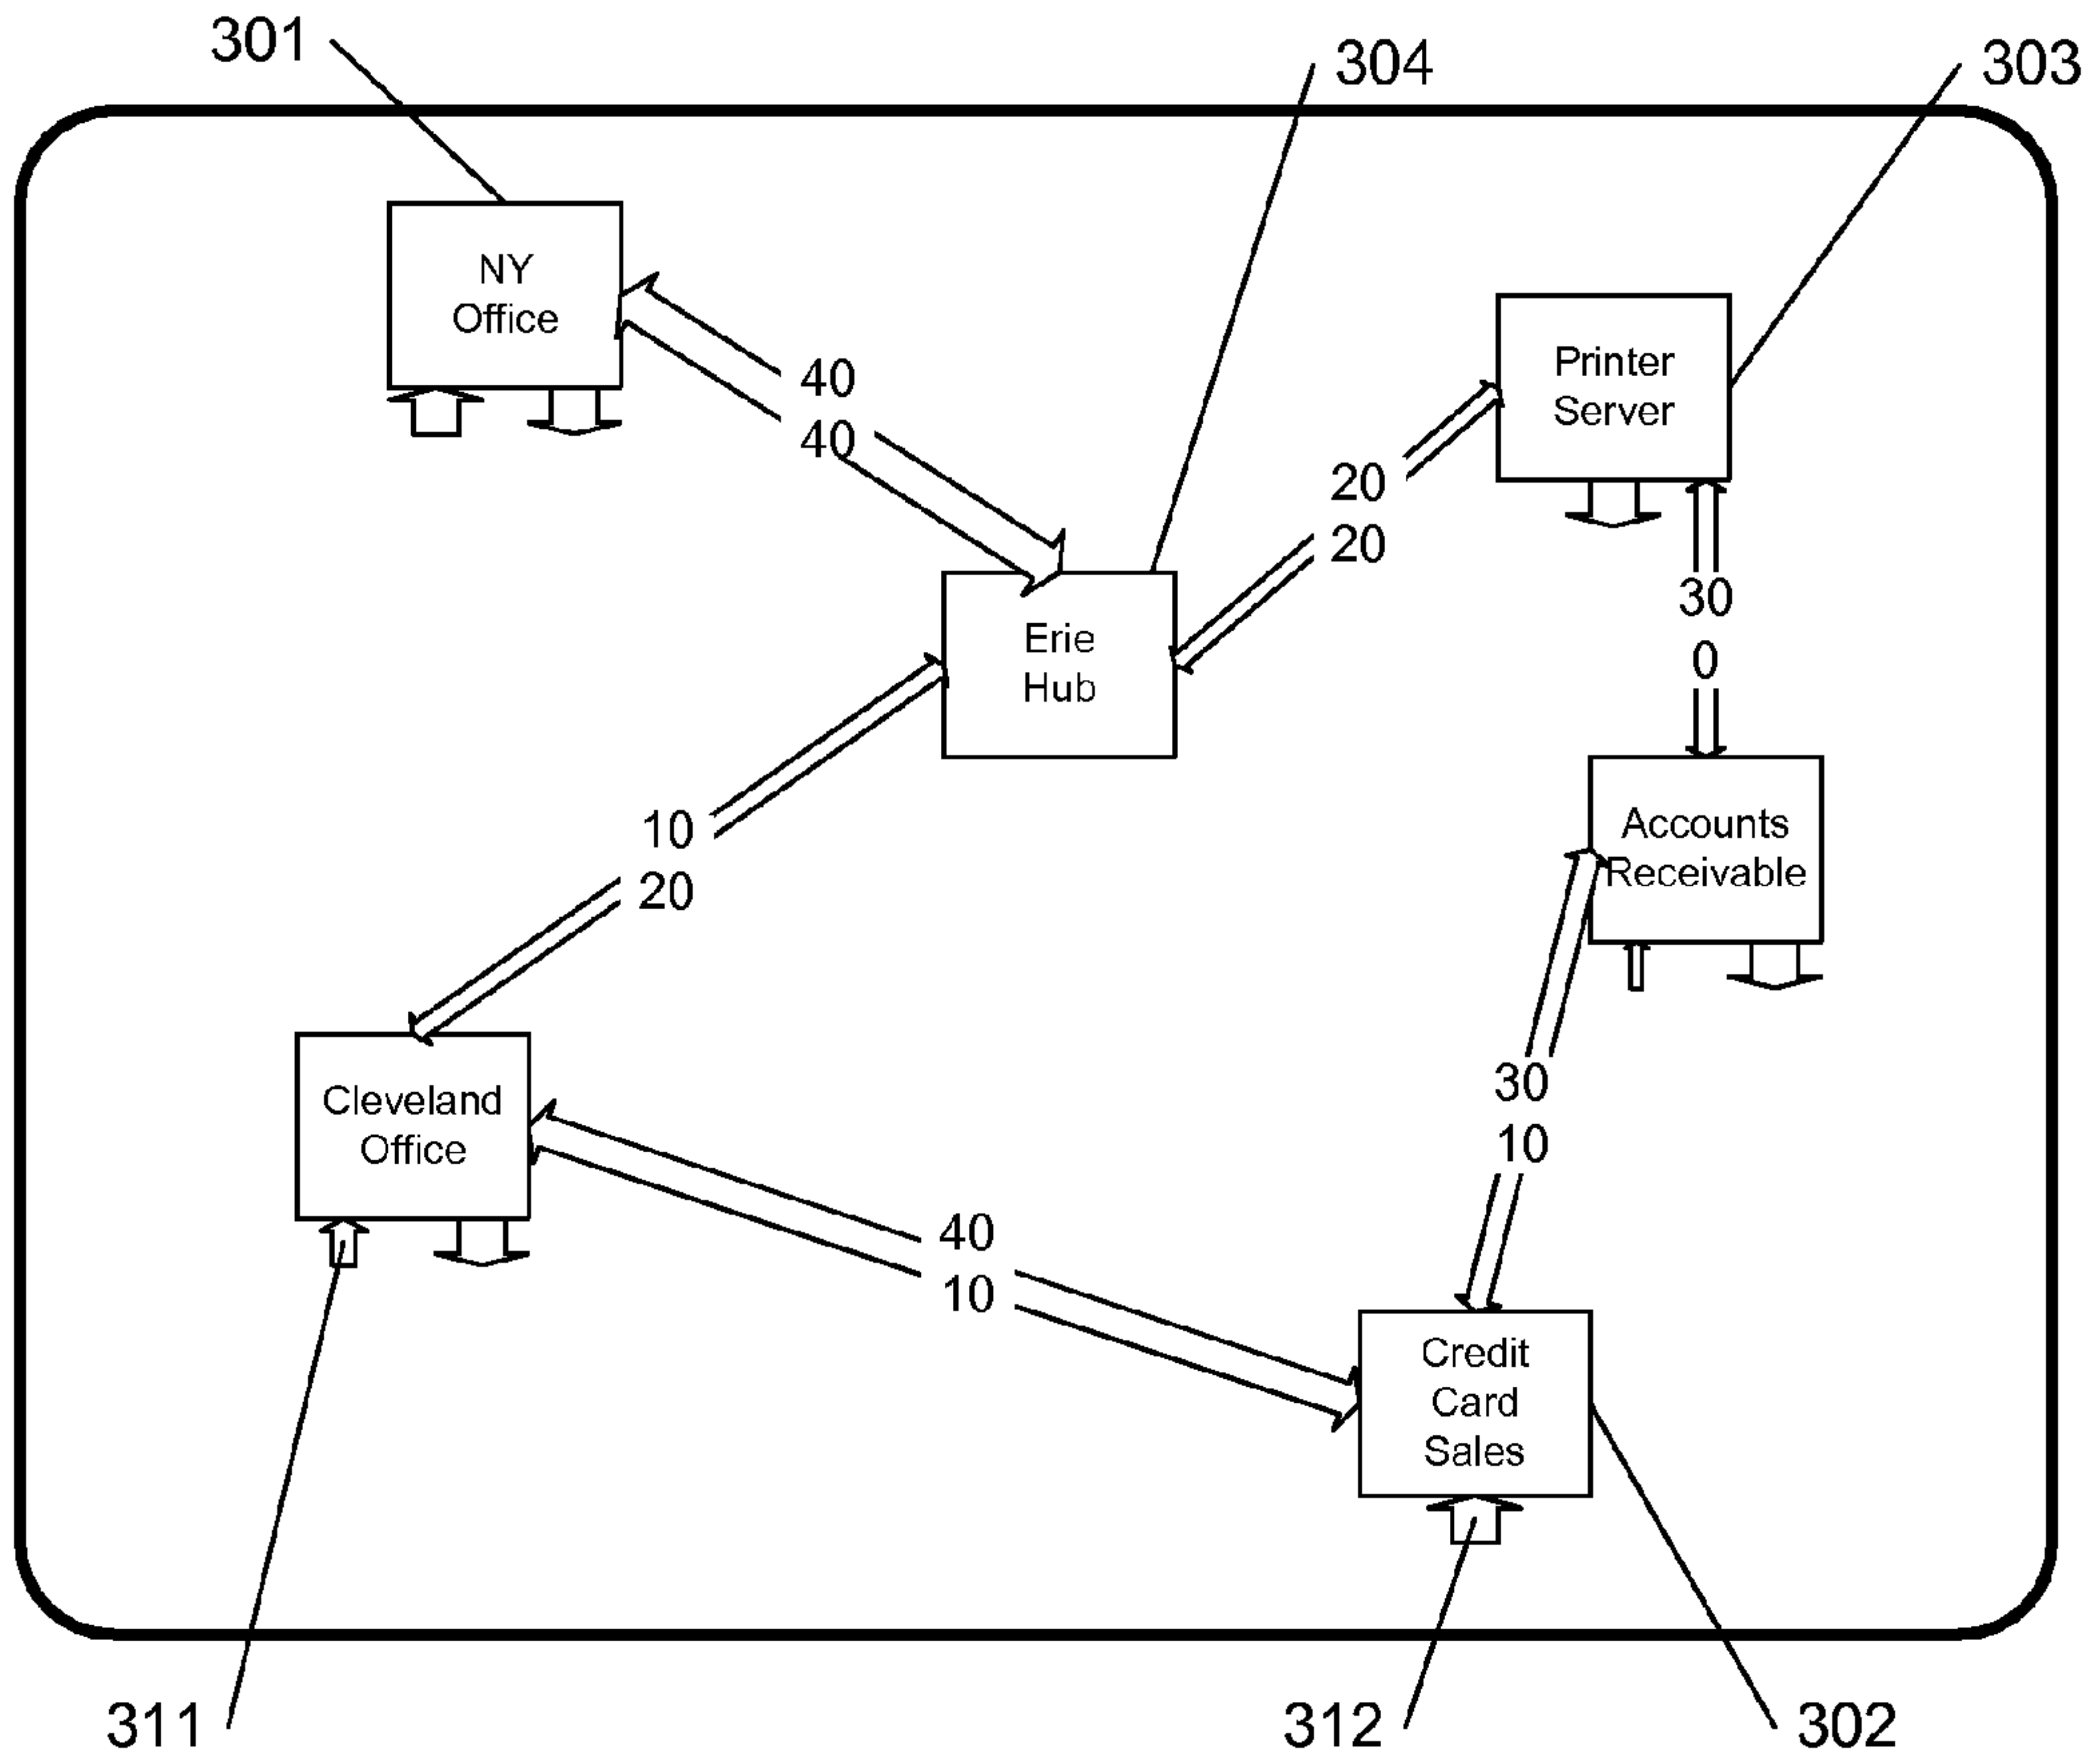 301
304
303
NY
Office
40
40
Printer
Server
20
20
30
0
Erie
Hub
10
20
Accounts
Receivable
Cleveland
Office
30
10
40
10
Credit
Card
Sales
311
312
302